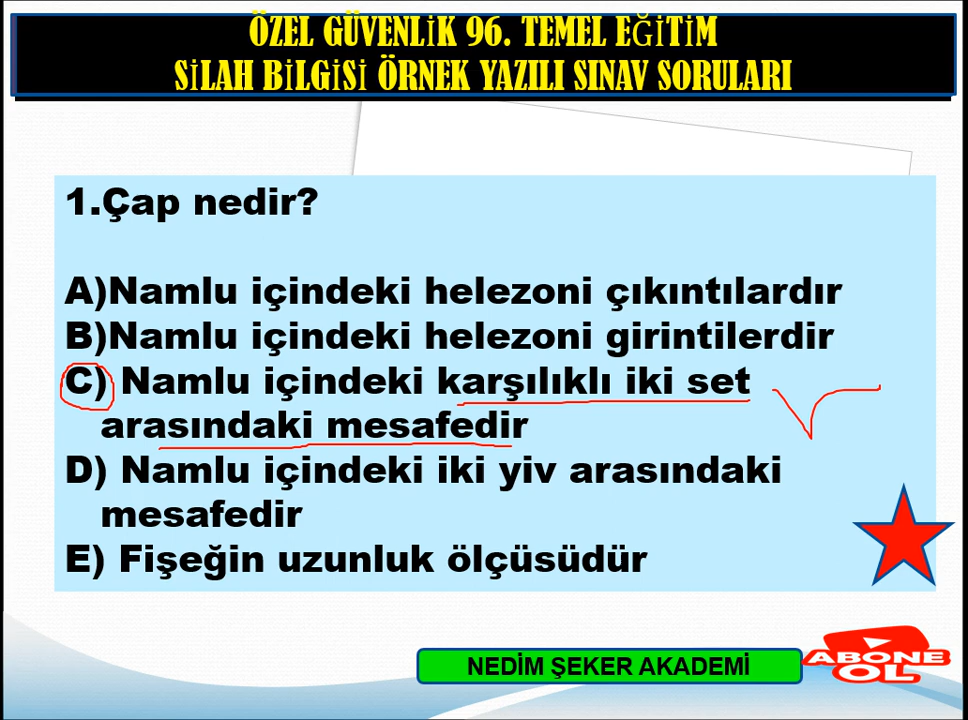 ÖZEL GÜVENLİK 96. TEMEL EĞİTİM
SİLAH BİLGİSİ ÖRNEK YAZILI SINAV SORULARI
1.Çap nedir?
A)Namlu içindeki helezoni çıkıntılardır
B)Namlu içindeki helezoni girintilerdir
C) Namlu içindeki karşılıklı iki set
arasındaki mesafedir
D) Namlu içindeki iki yiv arasındaki
mesafedir
E) Fişeğin uzunluk ölçüsüdür
NEDİM ŞEKER AKADEMİ
ABONE
OL